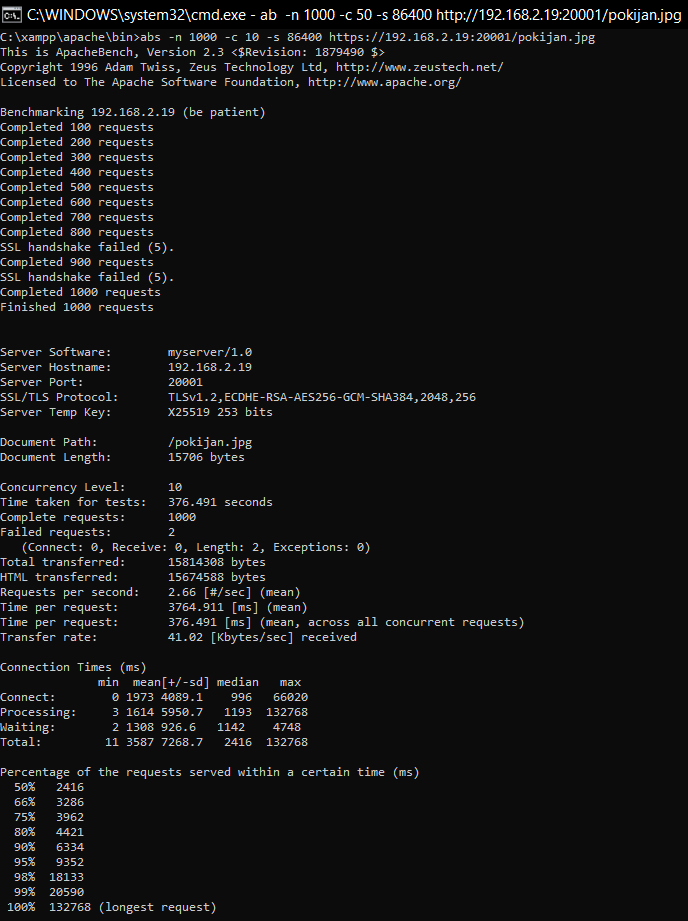 C:\WINDOWS\system32\cmd.exe - ab  -n 1000 -c 50 -s 86400 http://192.168.2.19:20001/pokijan.jpg
C:\xampp\apache\bin>abs -n 1000 -c 10 -s 86400 https://192.168.2.19:20001/pokijan.jpg
This is ApacheBench, Version 2.3 <$Revision: 1879490 $>
Copyright 1996 Adam Twiss, Zeus Technology Ltd, http://www.zeustech.net/
Licensed to The Apache Software Foundation, http://www.apache.org/

Benchmarking 192.168.2.19 (be patient)
Completed 100 requests
Completed 200 requests
Completed 300 requests
Completed 400 requests
Completed 500 requests
Completed 600 requests
Completed 700 requests
Completed 800 requests
SSL handshake failed (5).
Completed 900 requests
SSL handshake failed (5).
Completed 1000 requests
Finished 1000 requests


Server Software:        myserver/1.0
Server Hostname:        192.168.2.19
Server Port:            20001
SSL/TLS Protocol:       TLSv1.2,ECDHE-RSA-AES256-GCM-SHA384,2048,256
Server Temp Key:        X25519 253 bits

Document Path:          /pokijan.jpg
Document Length:        15706 bytes

Concurrency Level:      10
Time taken for tests:   376.491 seconds
Complete requests:      1000
Failed requests:        2
   (Connect: 0, Receive: 0, Length: 2, Exceptions: 0)
Total transferred:      15814308 bytes
HTML transferred:       15674588 bytes
Requests per second:    2.66 [#/sec] (mean)
Time per request:       3764.911 [ms] (mean)
Time per request:       376.491 [ms] (mean, across all concurrent requests)
Transfer rate:          41.02 [Kbytes/sec] received

Connection Times (ms)
              min  mean[+/-sd] median   max
Connect:        0 1973 4089.1    996   66020
Processing:     3 1614 5950.7   1193  132768
Waiting:        2 1308 926.6   1142    4748
Total:         11 3587 7268.7   2416  132768

Percentage of the requests served within a certain time (ms)
  50%   2416
  66%   3286
  75%   3962
  80%   4421
  90%   6334
  95%   9352
  98%  18133
  99%  20590
 100%  132768 (longest request)